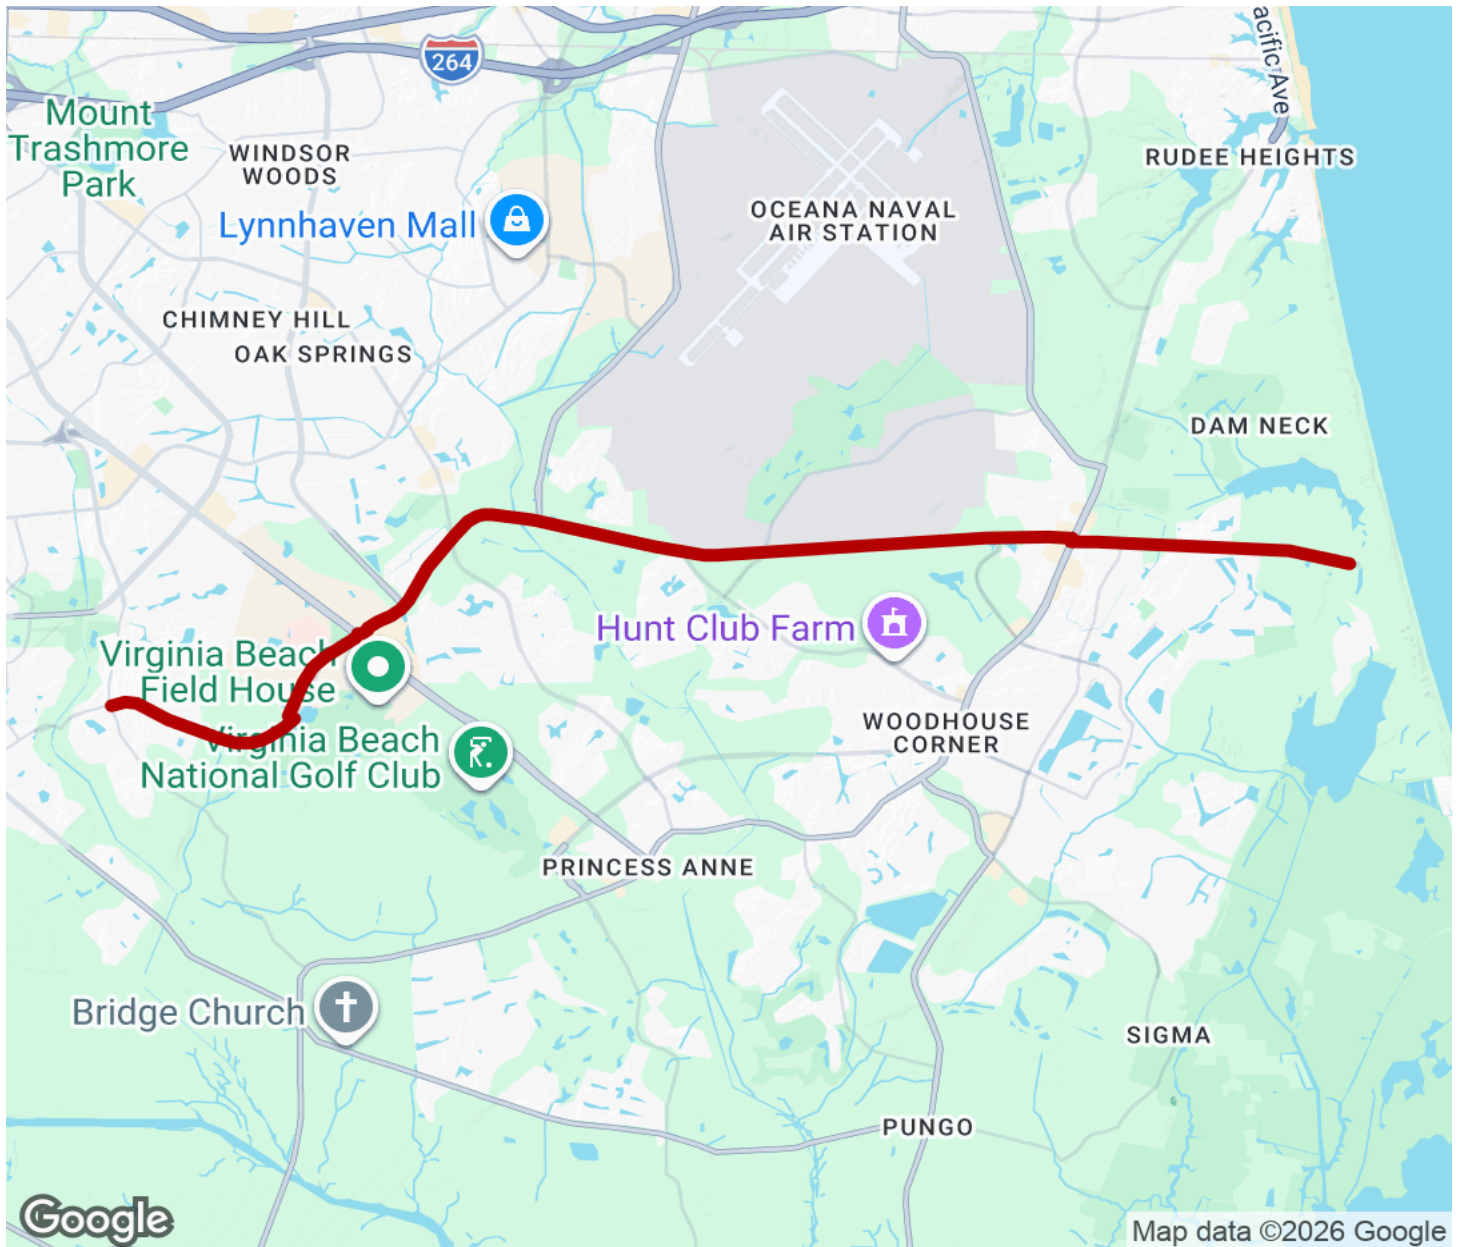 acific Ave
264
Mount
Trashmore
Park
WINDSOR
WOODS
RUDEE HEIGHTS
Lynnhaven Mall
OCEANA NAVAL
AIR STATION
CHIMNEY HILL
OAK SPRINGS
DAM NECK
Hunt Club Farm
Virginia Beach
Field House
WOODHOUSE
CORNER
Virginia Beach
National Golf Club
PRINCESS ANNE
Bridge Church
SIGMA
PUNGO
Google
Map data ©2026 Google